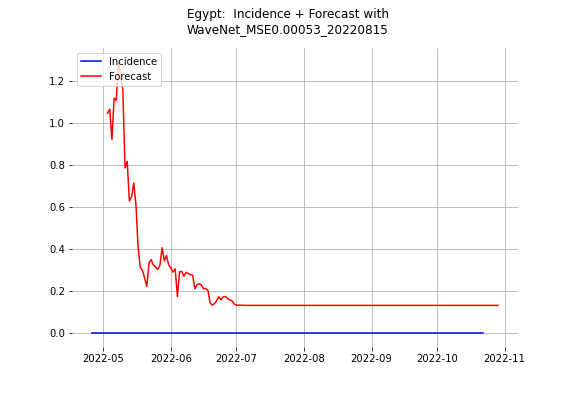 Egypt:  Incidence + Forecast with
WaveNet_MSE0.00053_20220815
Incidence
Forecast
1.2
1.0
0.8
0.6
0.4
0.2
0.0
2022-05 2022-06 2022-07 2022-08 2022-09 2022-10 2022-11